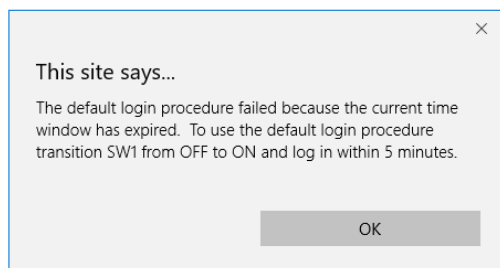 This site says...
The default login procedure failed because the current time
window has expired.  To use the default login procedure
transition SW1 from OFF to ON and log in within 5 minutes.
OK